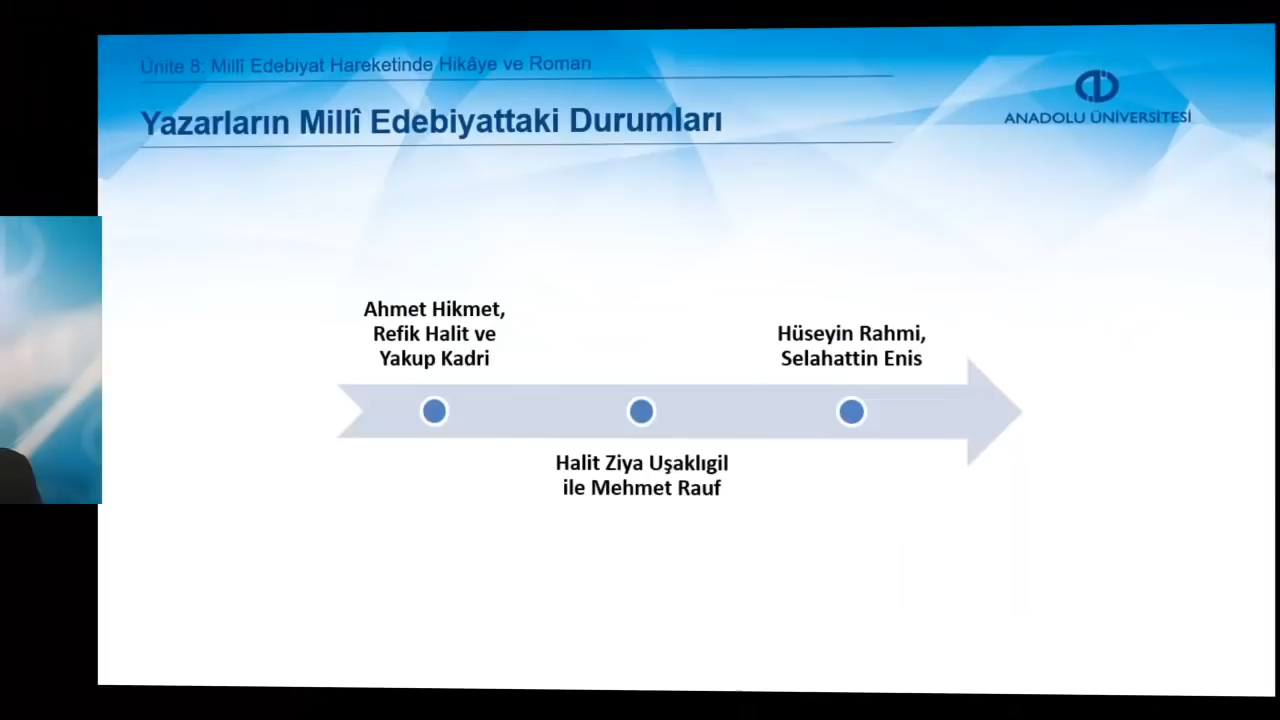 Ünite 8: Millî Edebiyat Hareketinde Hikâye ve Roman
Yazarların Millî Edebiyattaki Durumları
ANADOLU ÜNİVERSİTESİ
Ahmet Hikmet,
Refik Halit ve
Yakup Kadri
Hüseyin Rahmi,
Selahattin Enis
Halit Ziya Uşaklıgil
ile Mehmet Rauf